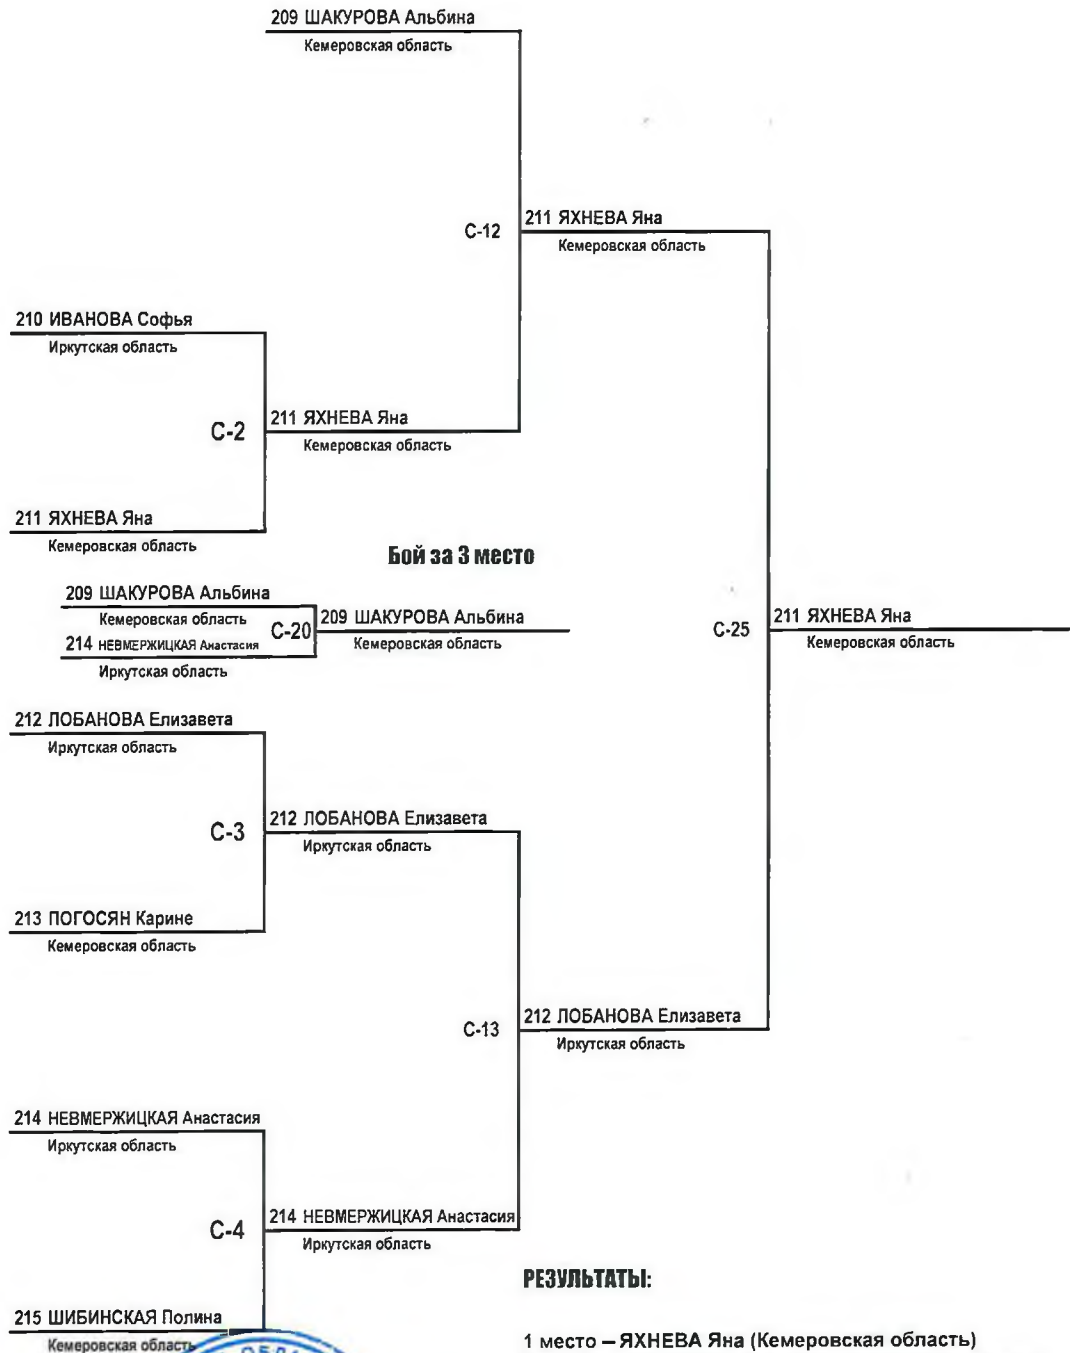 209 ШАКУРОВА Альбина
Кемеровская область
С-12
211 ЯХНЕВА Яна
Кемеровская область
210 ИВАНОВА Софья
Иркутская область
С-2
211 ЯХНЕВА Яна
Кемеровская область
211 ЯХНЕВА Яна
Кемеровская область
Бой за 3 место
209 ШАКУРОВА Альбина
Кемеровская область
С-20
209 ШАКУРОВА Альбина
Кемеровская область
214 НЕВМЕРЖИЦКАЯ Анастасия
Иркутская область
С-25
211 ЯХНЕВА Яна
Кемеровская область
212 ЛОБАНОВА Елизавета
Иркутская область
С-3
212 ЛОБАНОВА Елизавета
Иркутская область
213 ПОГОСЯН Карине
Кемеровская область
С-13
212 ЛОБАНОВА Елизавета
Иркутская область
214 НЕВМЕРЖИЦКАЯ Анастасия
Иркутская область
С-4
214 НЕВМЕРЖИЦКАЯ Анастасия
Иркутская область
215 ШИБИНСКАЯ Полина
Кемеровская область
РЕЗУЛЬТАТЫ:
1 место – ЯХНЕВА Яна (Кемеровская область)